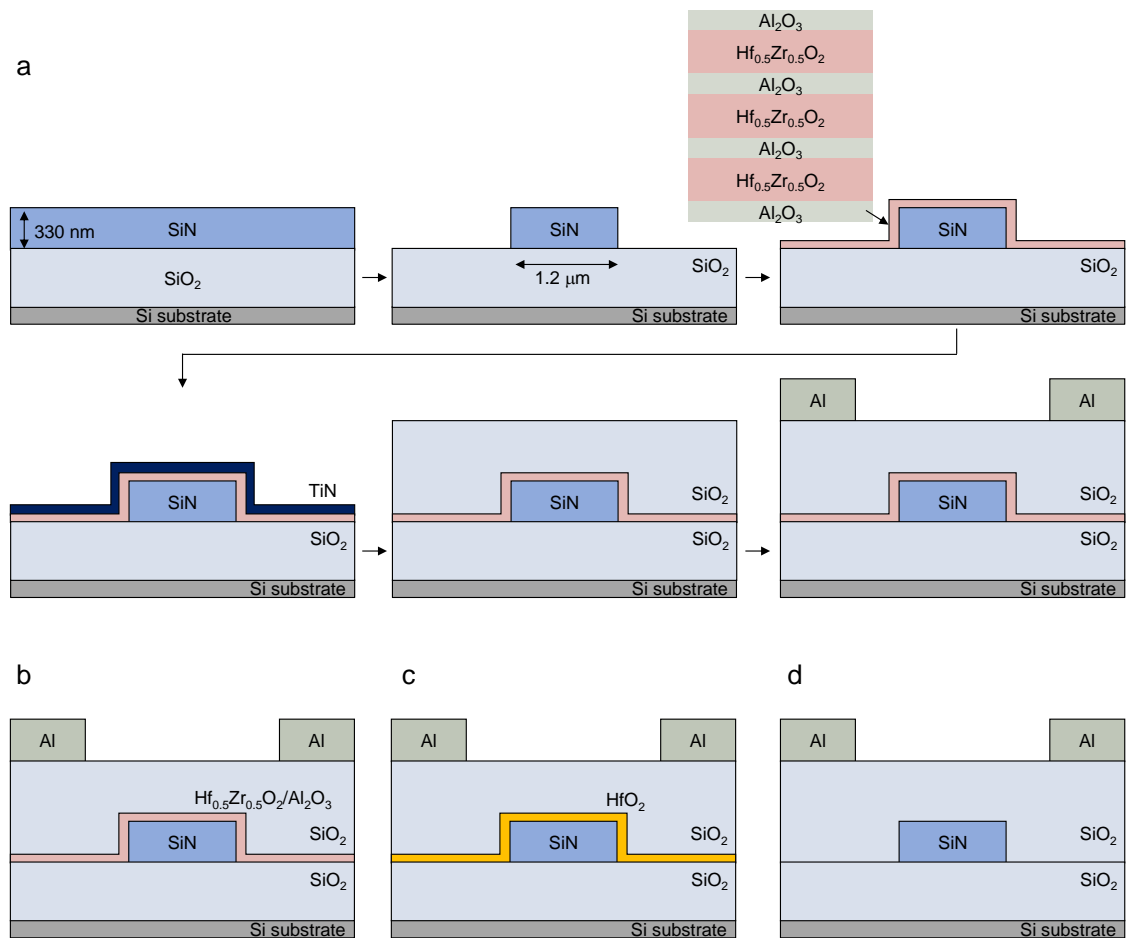 a
Al₂O₃
Hf₀.₅Zr₀.₅O₂
Al₂O₃
Hf₀.₅Zr₀.₅O₂
Al₂O₃
Hf₀.₅Zr₀.₅O₂
Al₂O₃
330 nm
SiN
SiO₂
Si substrate
SiN
1.2 μm
SiO₂
Si substrate
SiN
SiO₂
Si substrate
TiN
SiN
SiO₂
Si substrate
SiN
SiO₂
SiO₂
Si substrate
Al
Al
SiN
SiO₂
SiO₂
Si substrate
b
Al
Al
Hf₀.₅Zr₀.₅O₂/Al₂O₃
SiN
SiO₂
SiO₂
Si substrate
c
Al
Al
HfO₂
SiN
SiO₂
SiO₂
Si substrate
d
Al
Al
SiN
SiO₂
SiO₂
Si substrate